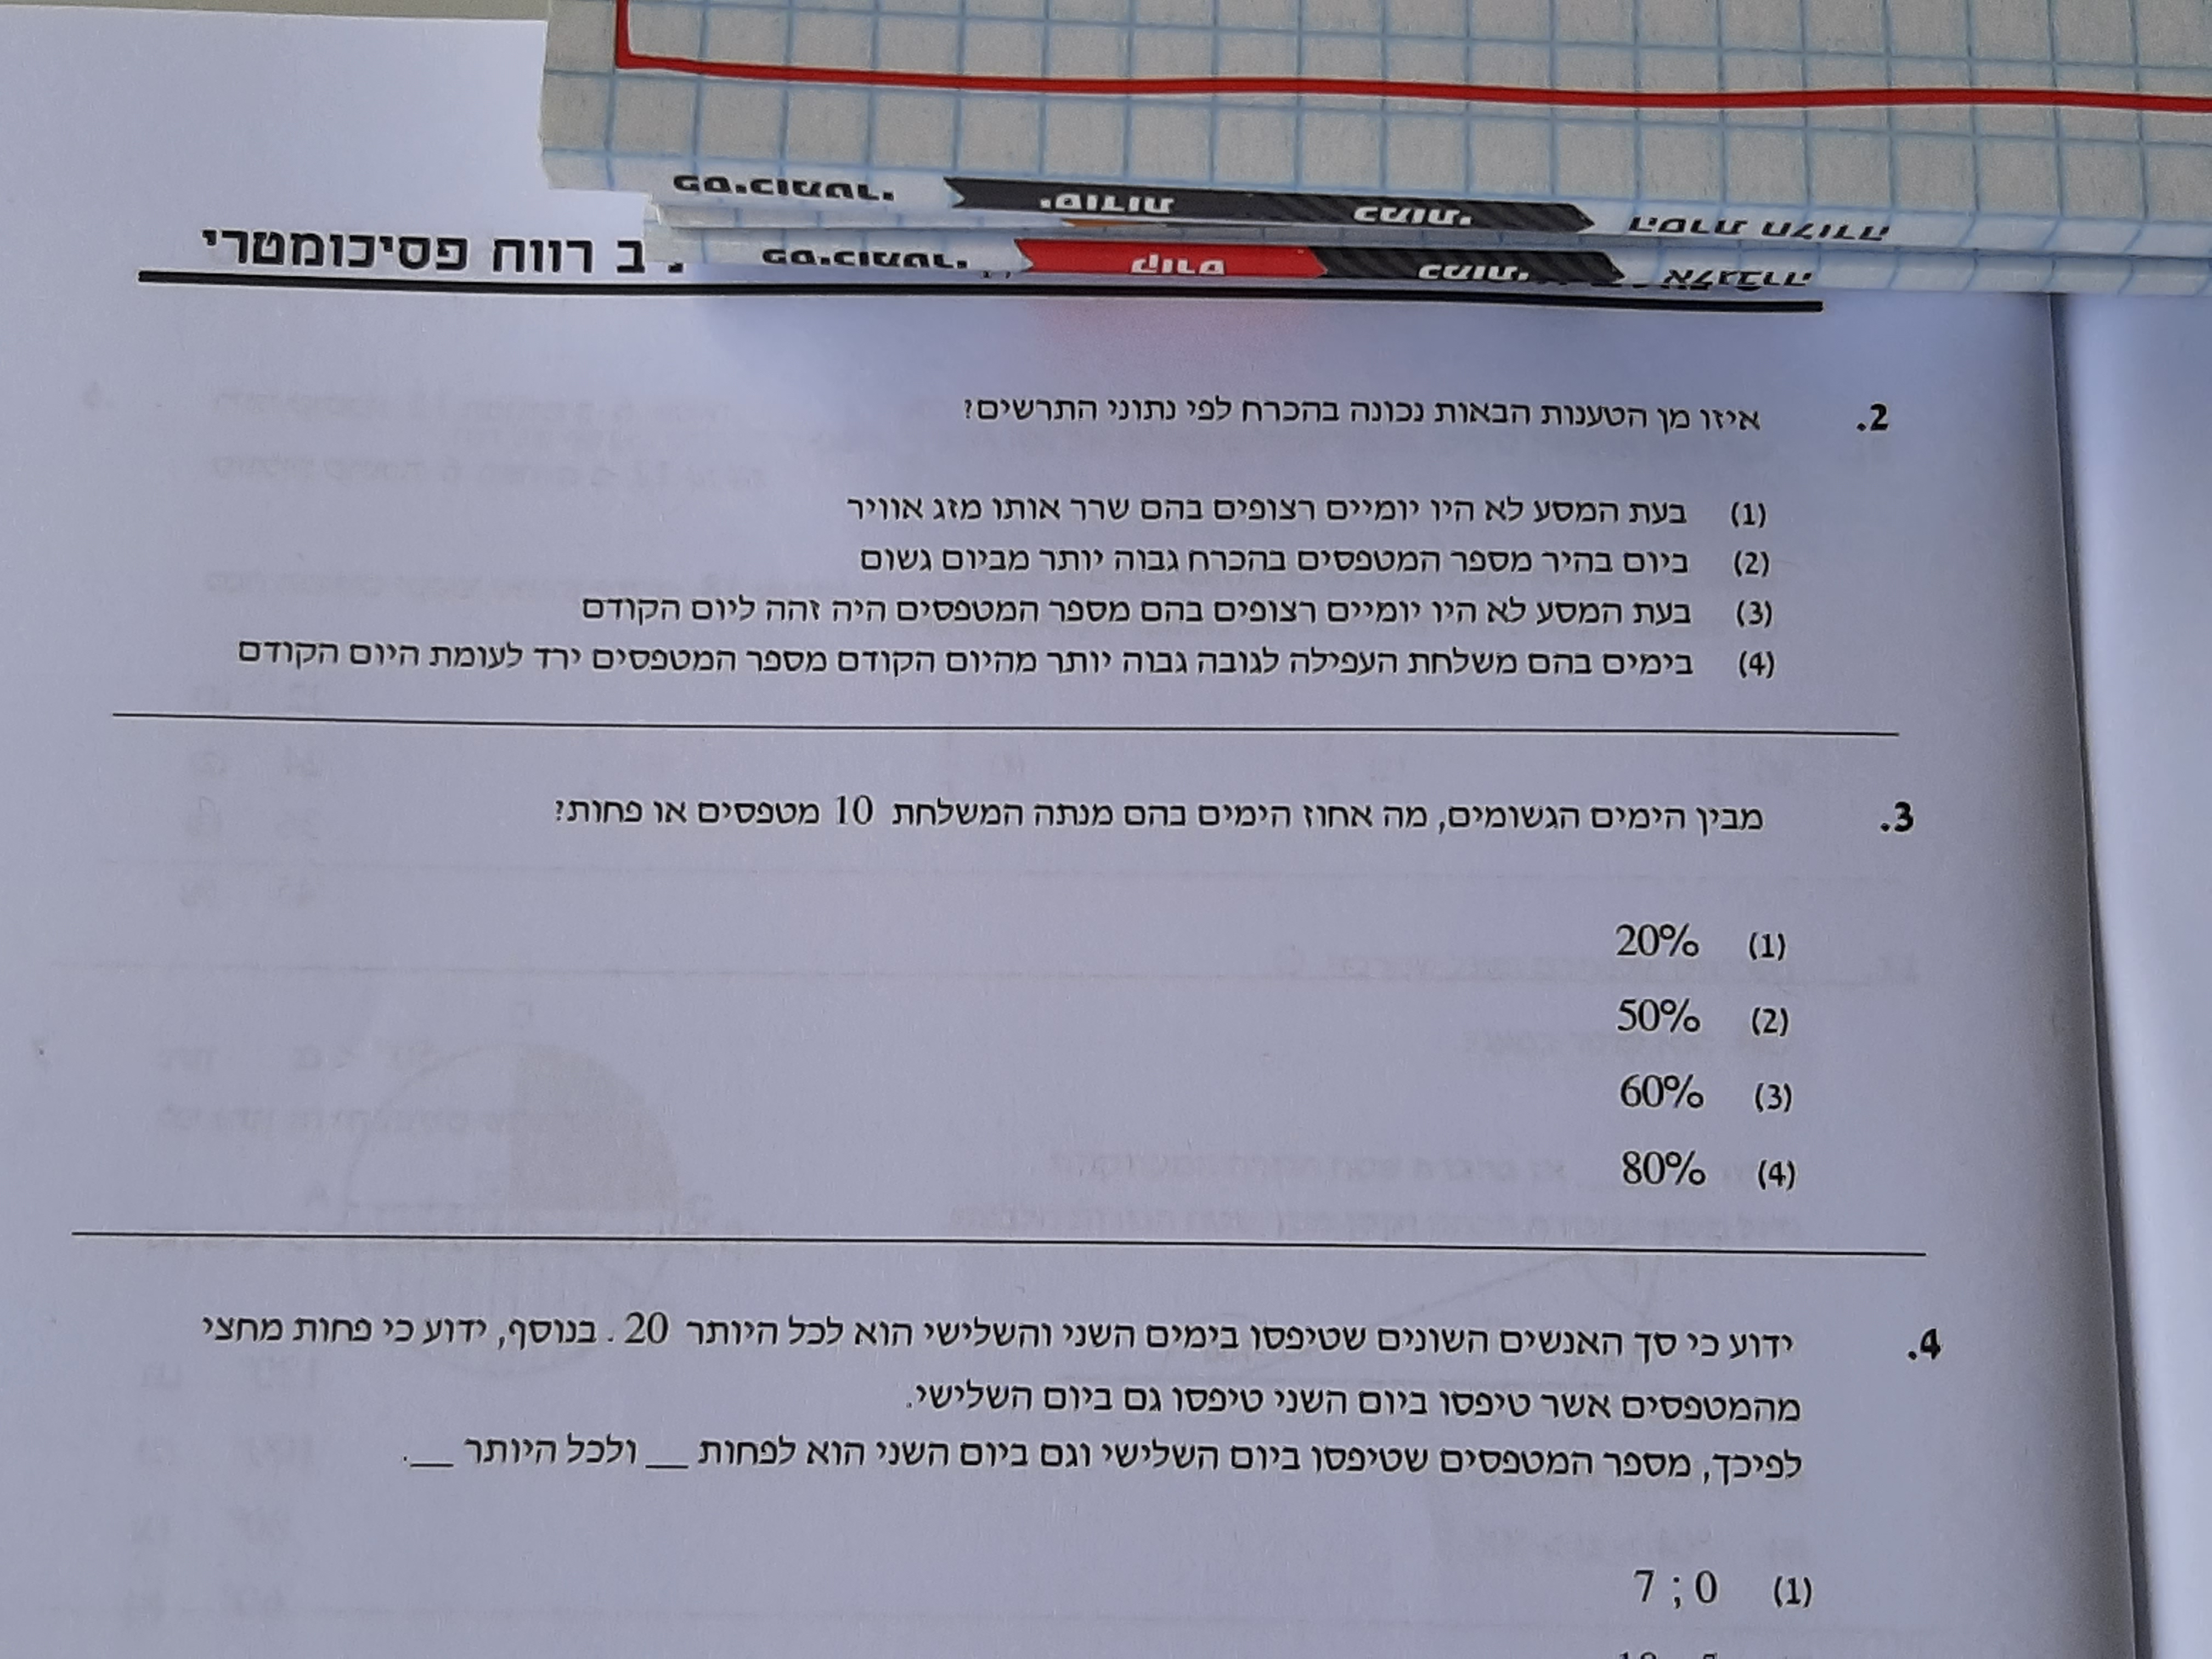 ב רווח פסיכומטרי
2. איזו מן הטענות הבאות נכונה בהכרח לפי נתוני התרשים?
(1) בעת המסע לא היו יומיים רצופים בהם שרר אותו מזג אוויר
(2) ביום בהיר מספר המטפסים בהכרח גבוה יותר מביום גשום
(3) בעת המסע לא היו יומיים רצופים בהם מספר המטפסים היה זהה ליום הקודם
(4) בימים בהם משלחת העפילה לגובה גבוה יותר מהיום הקודם מספר המטפסים ירד לעומת היום הקודם
3. מבין הימים הגשומים, מה אחוז הימים בהם מנתה המשלחת 10 מטפסים או פחות?
(1) 20%
(2) 50%
(3) 60%
(4) 80%
4. ידוע כי סך האנשים השונים שטיפסו בימים השני והשלישי הוא לכל היותר 20. בנוסף, ידוע כי פחות מחצי
מהמטפסים אשר טיפסו ביום השני טיפסו גם ביום השלישי.
לפיכך, מספר המטפסים שטיפסו ביום השלישי וגם ביום השני הוא לפחות __ ולכל היותר __.
(1) 0 ; 7